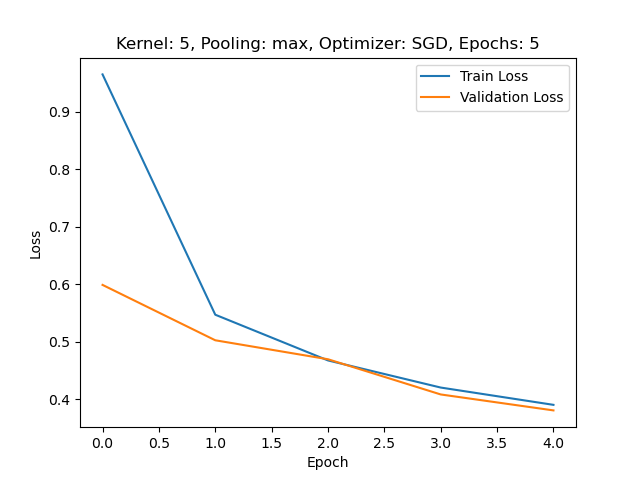 Kernel: 5, Pooling: max, Optimizer: SGD, Epochs: 5
Train Loss
Validation Loss
0.9
0.8
0.7
0.6
0.5
0.4
Loss
0.0 0.5 1.0 1.5 2.0 2.5 3.0 3.5 4.0
Epoch